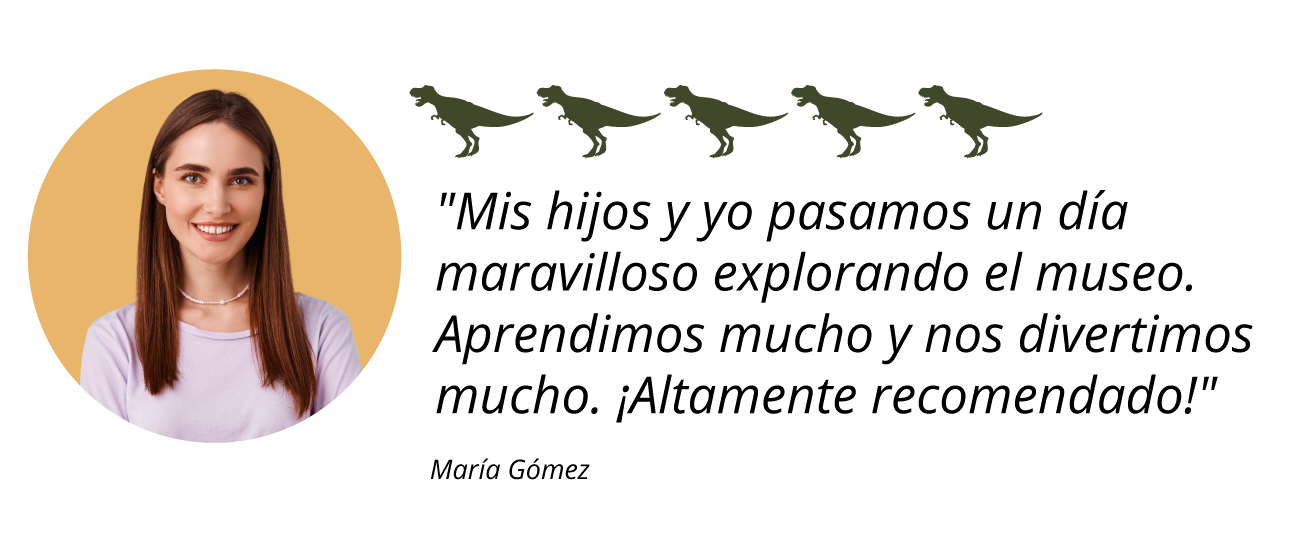 "Mis hijos y yo pasamos un día
maravilloso explorando el museo.
Aprendimos mucho y nos divertimos
mucho. ¡Altamente recomendado!"
María Gómez